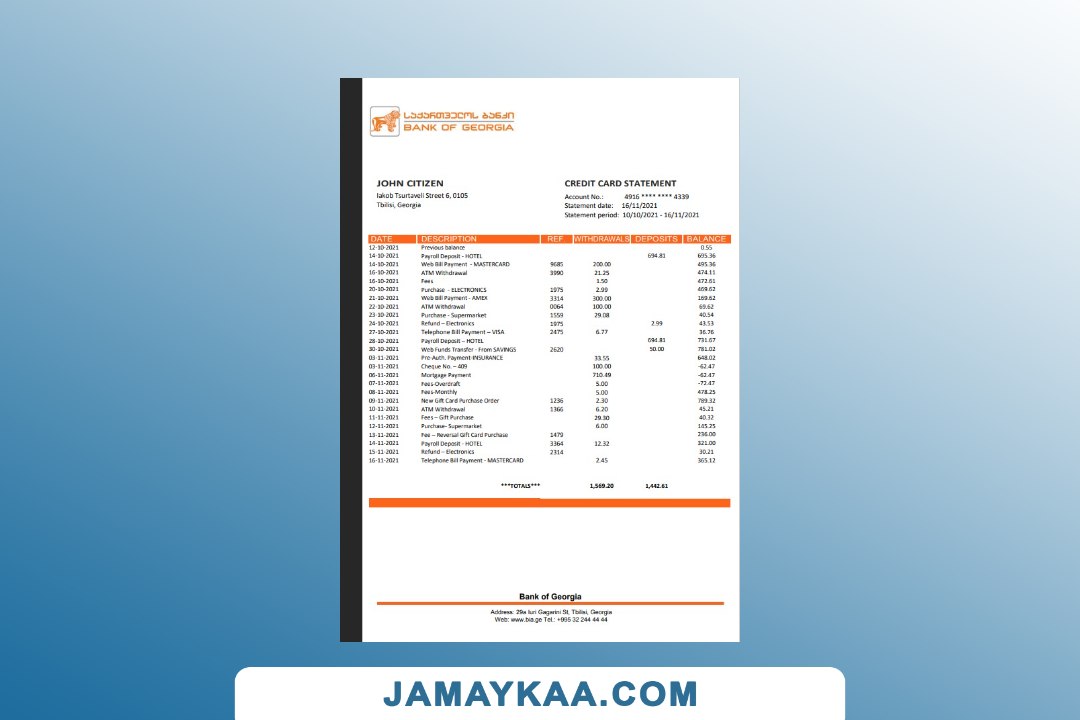 საქართველოს ბანკი
BANK OF GEORGIA
JOHN CITIZEN
Iakob Tsurtaveli Street 6, 0105
Tbilisi, Georgia
CREDIT CARD STATEMENT
Account No.: 4916 **** **** 4339
Statement date: 16/11/2021
Statement period: 10/10/2021 - 16/11/2021
DATE DESCRIPTION REF. WITHDRAWALS DEPOSITS BALANCE
12-10-2021 Previous balance 0.55
14-10-2021 Payroll Deposit - HOTEL 694.81 695.36
14-10-2021 Web Bill Payment - MASTERCARD 9685 200.00 495.36
16-10-2021 ATM Withdrawal 3990 21.25 474.11
16-10-2021 Fees 1.50 472.61
20-10-2021 Purchase - ELECTRONICS 1975 2.99 469.62
21-10-2021 Web Bill Payment - AMEX 3314 300.00 169.62
22-10-2021 ATM Withdrawal 0064 100.00 69.62
23-10-2021 Purchase - Supermarket 1559 29.08 40.54
24-10-2021 Refund – Electronics 1975 2.99 43.53
27-10-2021 Telephone Bill Payment – VISA 2475 6.77 36.76
28-10-2021 Payroll Deposit – HOTEL 694.81 731.67
30-10-2021 Web Funds Transfer - From SAVINGS 2620 50.00 781.02
03-11-2021 Pre-Auth. Payment-INSURANCE 33.55 648.02
03-11-2021 Cheque No. – 409 100.00 -62.47
06-11-2021 Mortgage Payment 710.49 -62.47
07-11-2021 Fees-Overdraft 5.00 -72.47
08-11-2021 Fees-Monthly 5.00 478.25
09-11-2021 New Gift Card Purchase Order 1236 2.30 789.32
10-11-2021 ATM Withdrawal 1366 6.20 45.21
11-11-2021 Fees – Gift Purchase 29.30 40.32
12-11-2021 Purchase- Supermarket 6.00 145.25
13-11-2021 Fee – Reversal Gift Card Purchase 1479 236.00
14-11-2021 Payroll Deposit - HOTEL 3364 12.32 321.00
15-11-2021 Refund – Electronics 2314 30.21
16-11-2021 Telephone Bill Payment - MASTERCARD 2.45 365.12
***TOTALS*** 1,569.20 1,442.61
Bank of Georgia
Address: 29a Iuri Gagarini St, Tbilisi, Georgia
Web: www.bia.ge Tel.: +995 32 244 44 44
JAMAYKAA.COM